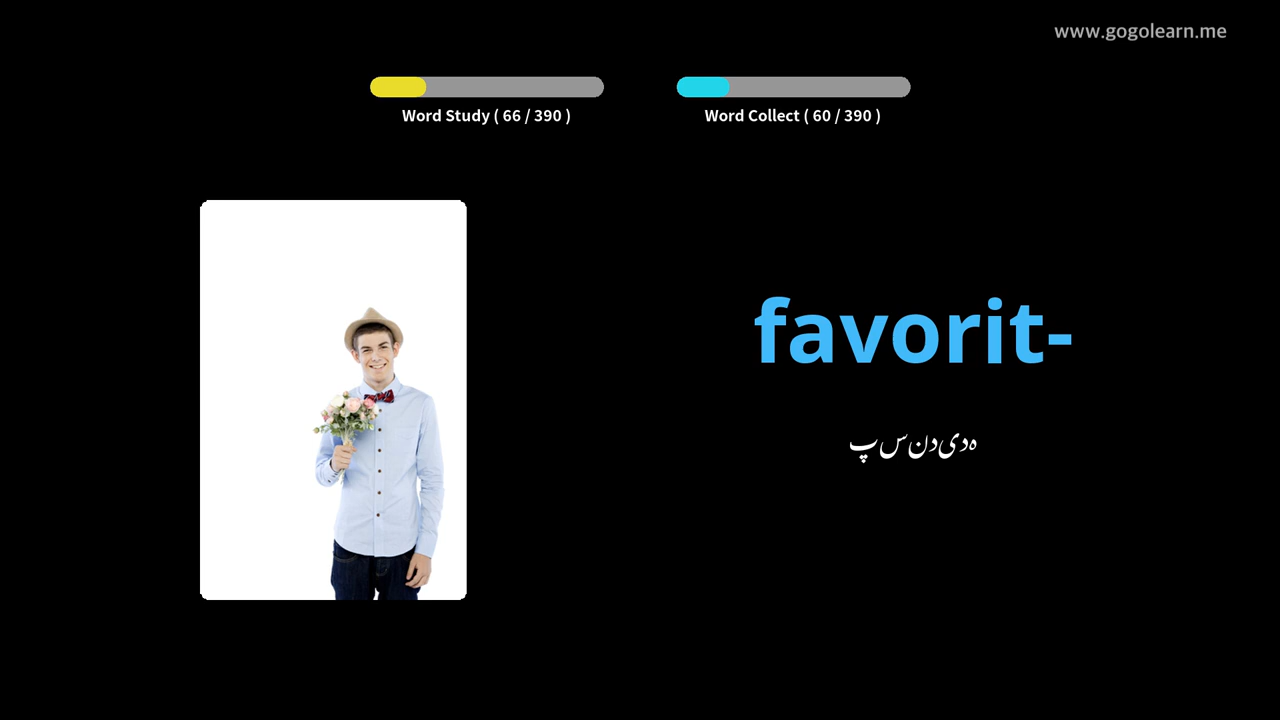 www.gogolearn.me
Word Study ( 66 / 390 )
Word Collect ( 60 / 390 )
favorit-
پسندیدہ